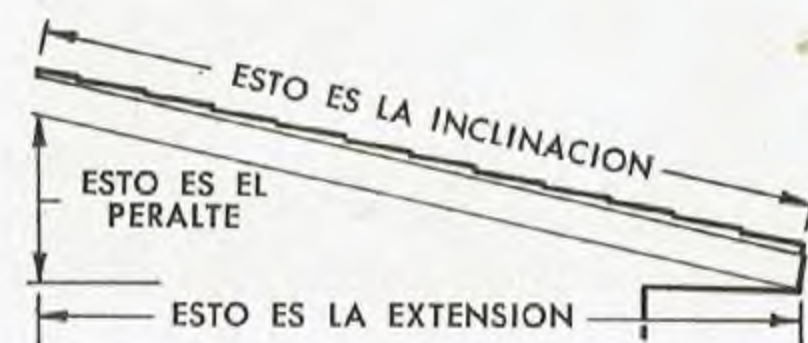 ESTO ES LA INCLINACION
ESTO ES EL
PERALTE
ESTO ES LA EXTENSION